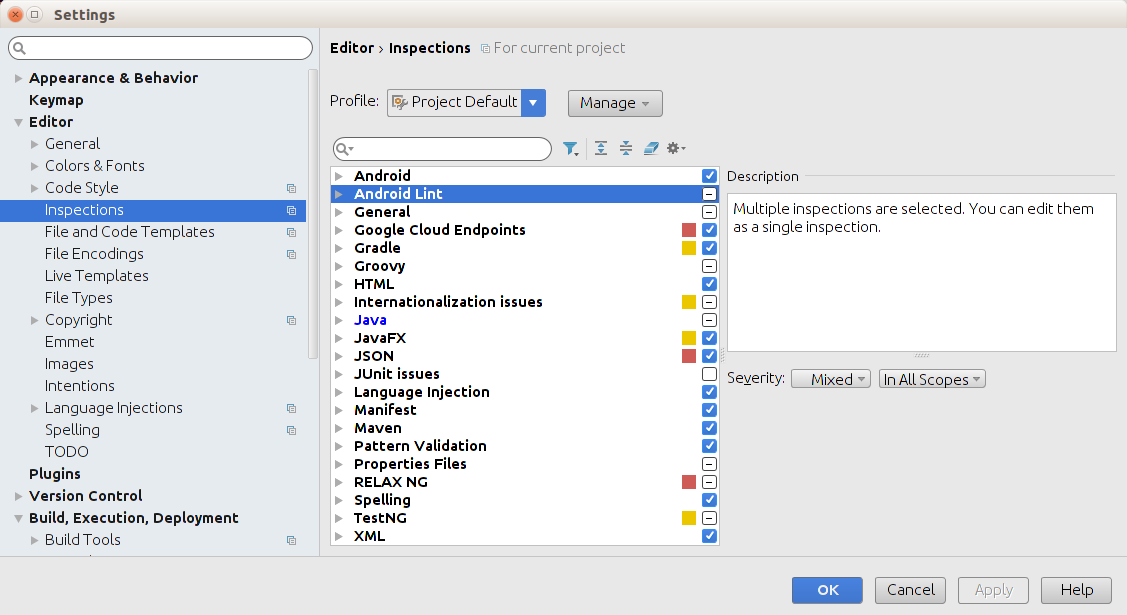 Settings
Appearance & Behavior
Keymap
Editor
General
Colors & Fonts
Code Style
Inspections
File and Code Templates
File Encodings
Live Templates
File Types
Copyright
Emmet
Images
Intentions
Language Injections
Spelling
TODO
Plugins
Version Control
Build, Execution, Deployment
Build Tools
Editor › Inspections For current project
Profile: Project Default Manage
Android
Android Lint
General
Google Cloud Endpoints
Gradle
Groovy
HTML
Internationalization issues
Java
JavaFX
JSON
JUnit issues
Language Injection
Manifest
Maven
Pattern Validation
Properties Files
RELAX NG
Spelling
TestNG
XML
Description
Multiple inspections are selected. You can edit them
as a single inspection.
Severity: Mixed In All Scopes
OK Cancel Apply Help